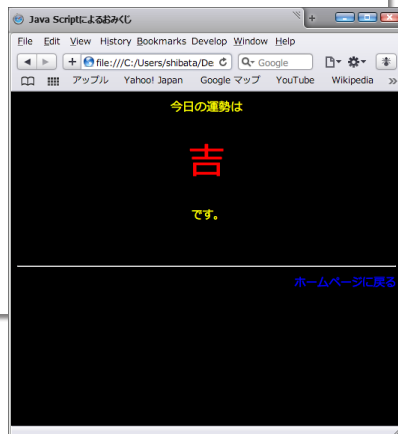 Java Scriptによるおみくじ
File Edit View History Bookmarks Develop Window Help
file:///C:/Users/shibata/De Google
アップル Yahoo! Japan Google マップ YouTube Wikipedia »
今日の運勢は
吉
です。
ホームページに戻る